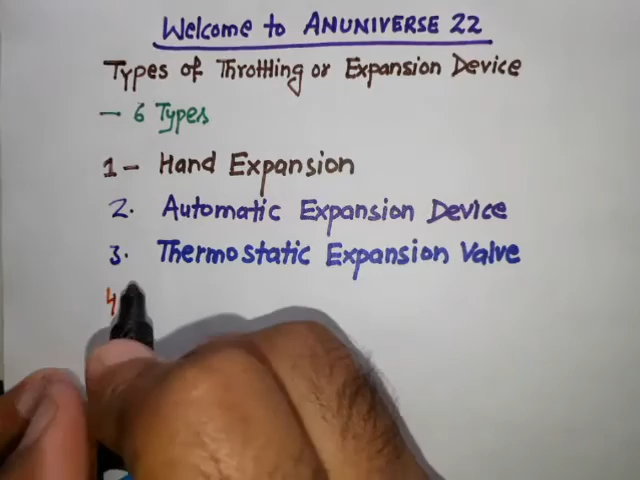 Welcome to ANUNIVERSE 22
Types of Throttling or Expansion Device
- 6 Types
1- Hand Expansion
2. Automatic Expansion Device
3. Thermostatic Expansion Valve
4